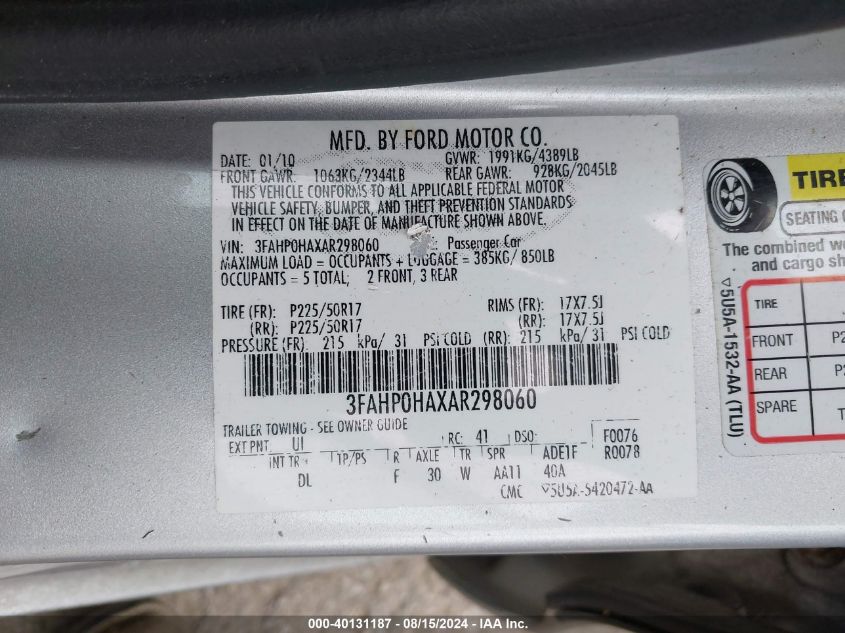 MFD. BY FORD MOTOR CO.
DATE: 01/10 GVWR: 1991KG/4389LB
FRONT GAWR: 1063KG/2344LB REAR GAWR: 928KG/2045LB
THIS VEHICLE CONFORMS TO ALL APPLICABLE FEDERAL MOTOR
VEHICLE SAFETY, BUMPER, AND THEFT PREVENTION STANDARDS
IN EFFECT ON THE DATE OF MANUFACTURE SHOWN ABOVE.
VIN: 3FAHP0HAXAR298060 Passenger Car
MAXIMUM LOAD = OCCUPANTS + LUGGAGE = 385KG/ 850LB
OCCUPANTS = 5 TOTAL; 2 FRONT, 3 REAR
TIRE (FR): P225/50R17 RIMS (FR): 17X7.5J
(RR): P225/50R17 (RR): 17X7.5J
PRESSURE (FR): 215 kPa/ 31 PSI COLD (RR): 215 kPa/ 31 PSI COLD
3FAHP0HAXAR298060
TRAILER TOWING - SEE OWNER GUIDE
EXT PNT UI RC: 41 DSO: F0076
INT TR TP/PS R AXLE TR SPR ADE1F R0078
DL F 30 W AA11 40A
CMC ▽5U5A-5420472-AA
TIRE
SEATING
The combined
and cargo
▽5U5A-1532-AA (TLU)
TIRE
FRONT
REAR
SPARE
000-40131187 - 08/15/2024 - IAAI Inc.